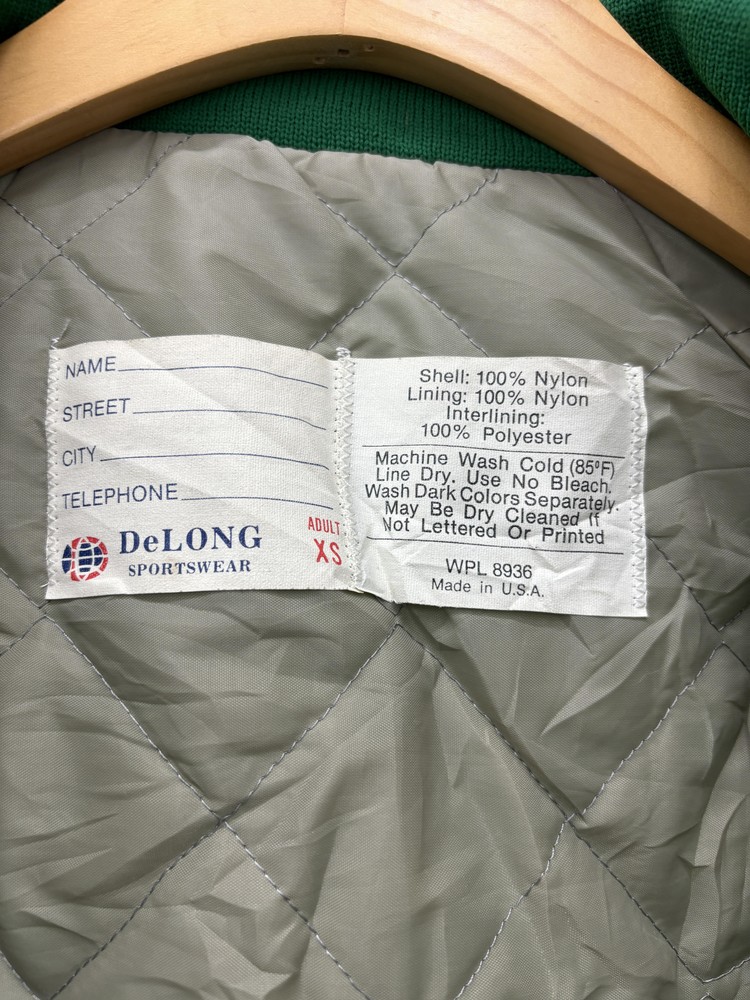 NAME
STREET
CITY
TELEPHONE
DeLONG
SPORTSWEAR
ADULT
XS
Shell: 100% Nylon
Lining: 100% Nylon
Interlining:
100% Polyester
Machine Wash Cold (85ºF)
Line Dry. Use No Bleach.
Wash Dark Colors Separately.
May Be Dry Cleaned If
Not Lettered Or Printed
WPL 8936
Made in U.S.A.